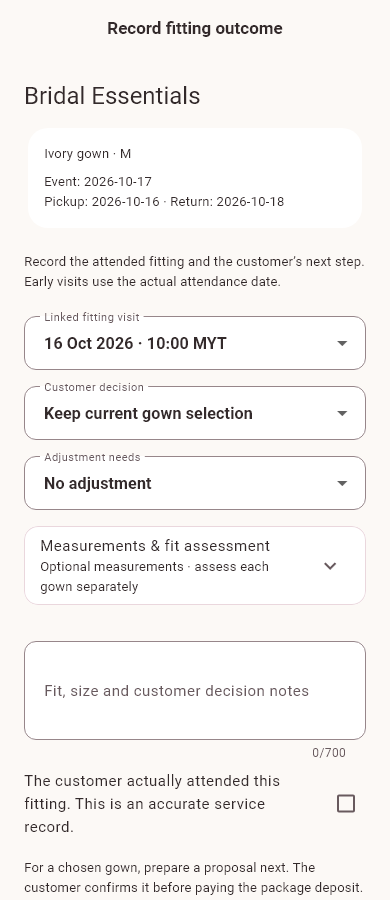 Record fitting outcome
Bridal Essentials
Ivory gown · M
Event: 2026-10-17
Pickup: 2026-10-16 · Return: 2026-10-18
Record the attended fitting and the customer's next step.
Early visits use the actual attendance date.
Linked fitting visit
16 Oct 2026 · 10:00 MYT
Customer decision
Keep current gown selection
Adjustment needs
No adjustment
Measurements & fit assessment
Optional measurements · assess each
gown separately
Fit, size and customer decision notes
0/700
The customer actually attended this
fitting. This is an accurate service
record.
For a chosen gown, prepare a proposal next. The
customer confirms it before paying the package deposit.